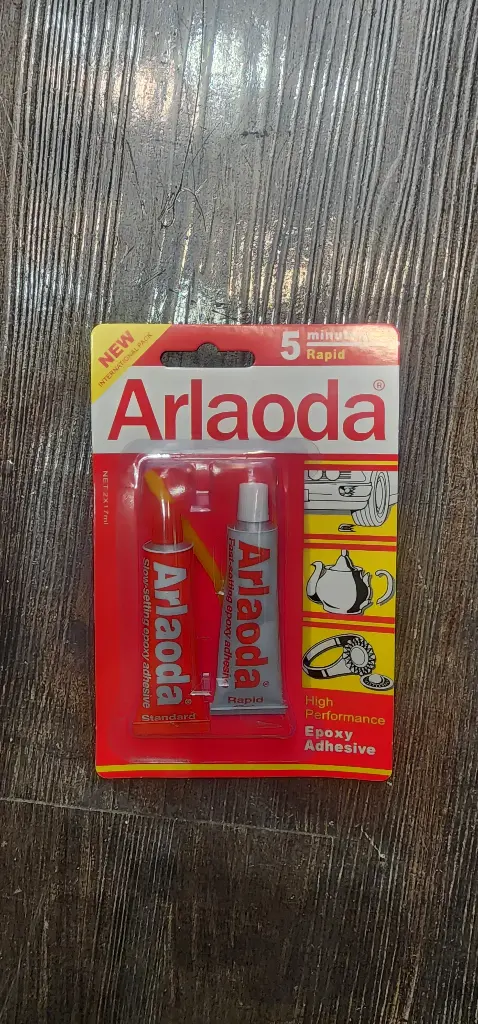 NEW
INTERNATIONAL PACK
5 minutes
Rapid
Arlaoda®
NET:2X17ml
Arlaoda®
Slow-setting epoxy adhesive
Standard
Arlaoda®
Fast-setting epoxy adhesive
Rapid
High
Performance
Epoxy
Adhesive